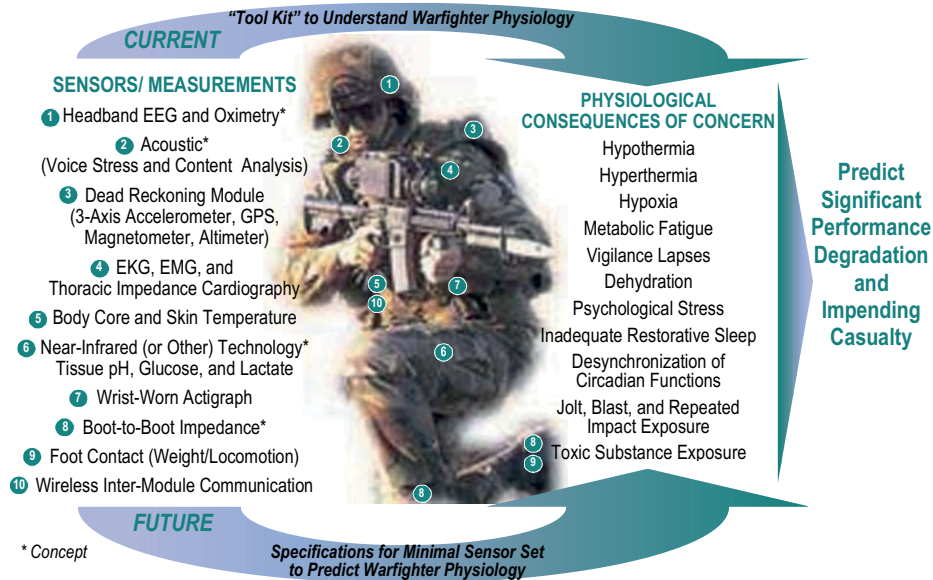 “Tool Kit” to Understand Warfighter Physiology
CURRENT
SENSORS/ MEASUREMENTS
1 Headband EEG and Oximetry*
2 Acoustic*
(Voice Stress and Content Analysis)
3 Dead Reckoning Module
(3-Axis Accelerometer, GPS,
Magnetometer, Altimeter)
4 EKG, EMG, and
Thoracic Impedance Cardiography
5 Body Core and Skin Temperature
6 Near-Infrared (or Other) Technology*
Tissue pH, Glucose, and Lactate
7 Wrist-Worn Actigraph
8 Boot-to-Boot Impedance*
9 Foot Contact (Weight/Locomotion)
10 Wireless Inter-Module Communication
1
2
3
4
5
7
10
6
8
9
8
PHYSIOLOGICAL
CONSEQUENCES OF CONCERN
Hypothermia
Hyperthermia
Hypoxia
Metabolic Fatigue
Vigilance Lapses
Dehydration
Psychological Stress
Inadequate Restorative Sleep
Desynchronization of
Circadian Functions
Jolt, Blast, and Repeated
Impact Exposure
Toxic Substance Exposure
Predict
Significant
Performance
Degradation
and
Impending
Casualty
FUTURE
* Concept
Specifications for Minimal Sensor Set
to Predict Warfighter Physiology